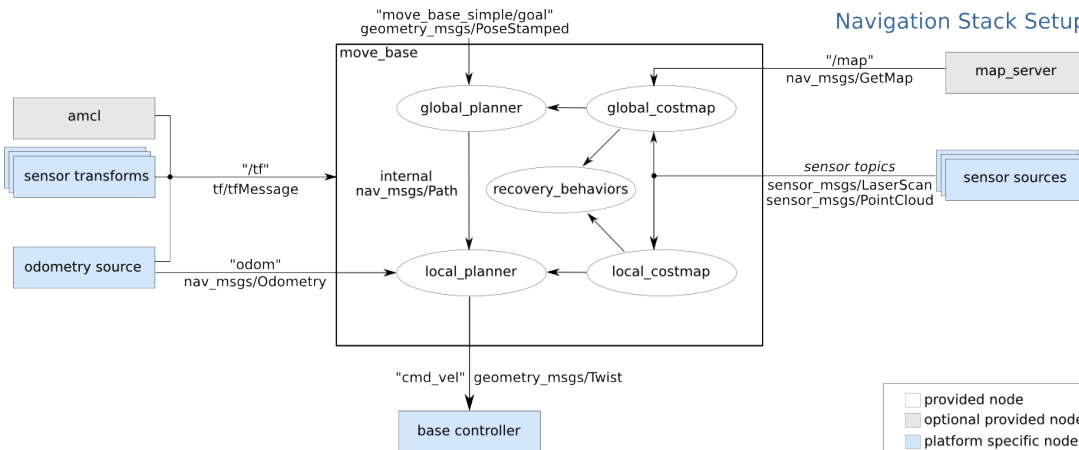 Navigation Stack Setup
"move_base_simple/goal"
geometry_msgs/PoseStamped
move_base
"/map"
nav_msgs/GetMap
map_server
amcl
global_planner
global_costmap
sensor transforms
"/tf"
tf/tfMessage
internal
nav_msgs/Path
recovery_behaviors
sensor topics
sensor_msgs/LaserScan
sensor_msgs/PointCloud
sensor sources
odometry source
"odom"
nav_msgs/Odometry
local_planner
local_costmap
"cmd_vel" geometry_msgs/Twist
base controller
provided node
optional provided node
platform specific node